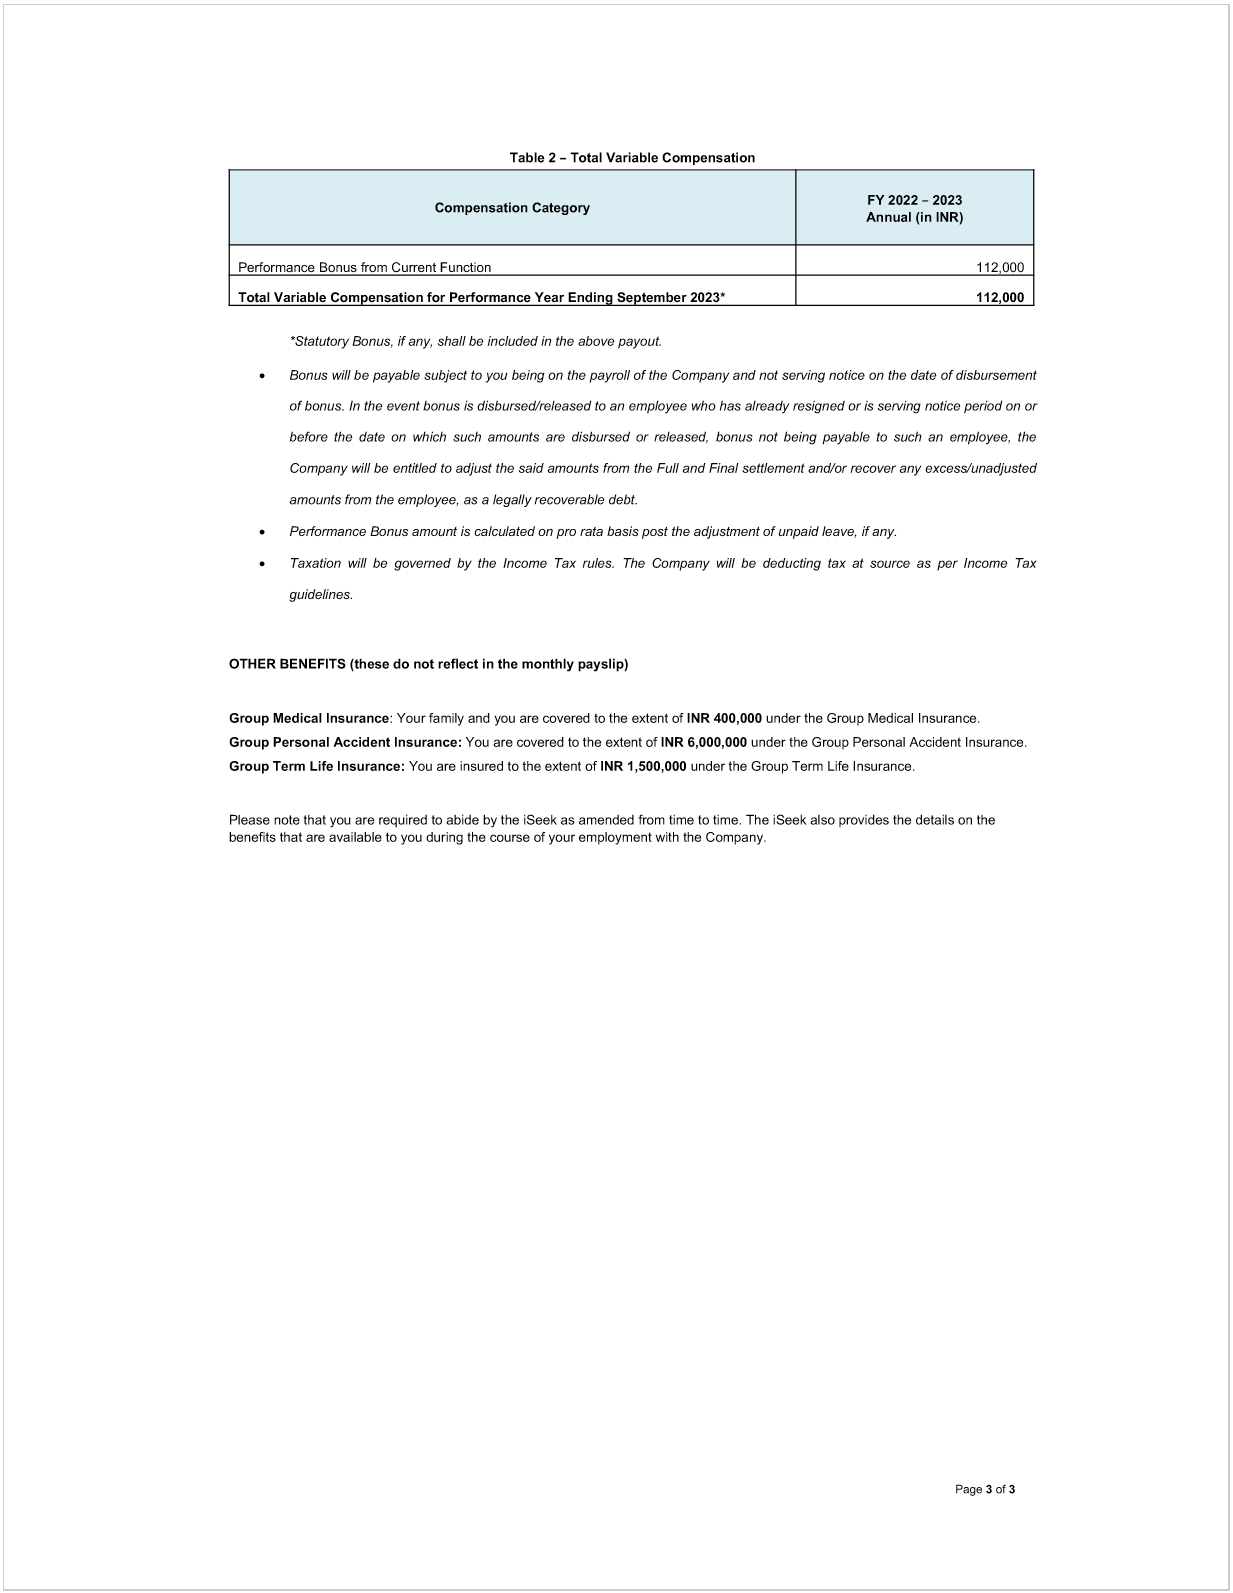 Table 2 – Total Variable Compensation
Compensation Category
FY 2022 – 2023
Annual (in INR)
Performance Bonus from Current Function 112,000
Total Variable Compensation for Performance Year Ending September 2023* 112,000
*Statutory Bonus, if any, shall be included in the above payout.
• Bonus will be payable subject to you being on the payroll of the Company and not serving notice on the date of disbursement
of bonus. In the event bonus is disbursed/released to an employee who has already resigned or is serving notice period on or
before the date on which such amounts are disbursed or released, bonus not being payable to such an employee, the
Company will be entitled to adjust the said amounts from the Full and Final settlement and/or recover any excess/unadjusted
amounts from the employee, as a legally recoverable debt.
• Performance Bonus amount is calculated on pro rata basis post the adjustment of unpaid leave, if any.
• Taxation will be governed by the Income Tax rules. The Company will be deducting tax at source as per Income Tax
guidelines.
OTHER BENEFITS (these do not reflect in the monthly payslip)
Group Medical Insurance: Your family and you are covered to the extent of INR 400,000 under the Group Medical Insurance.
Group Personal Accident Insurance: You are covered to the extent of INR 6,000,000 under the Group Personal Accident Insurance.
Group Term Life Insurance: You are insured to the extent of INR 1,500,000 under the Group Term Life Insurance.
Please note that you are required to abide by the iSeek as amended from time to time. The iSeek also provides the details on the
benefits that are available to you during the course of your employment with the Company.
Page 3 of 3